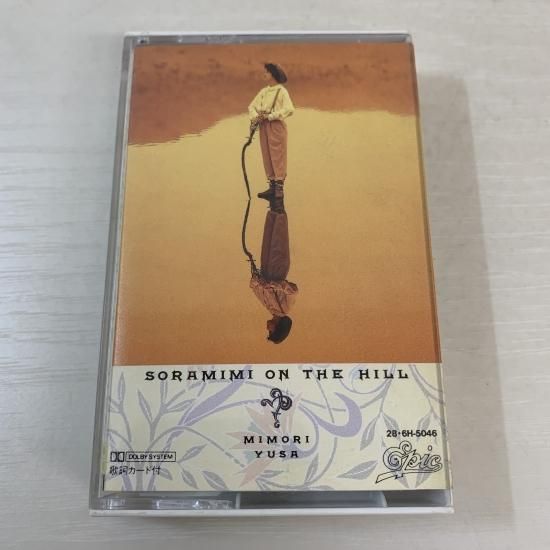 SORAMIMI ON THE HILL
MIMORI
YUSA
28・6H-5046
DOLBY SYSTEM
歌詞カード付
Epic